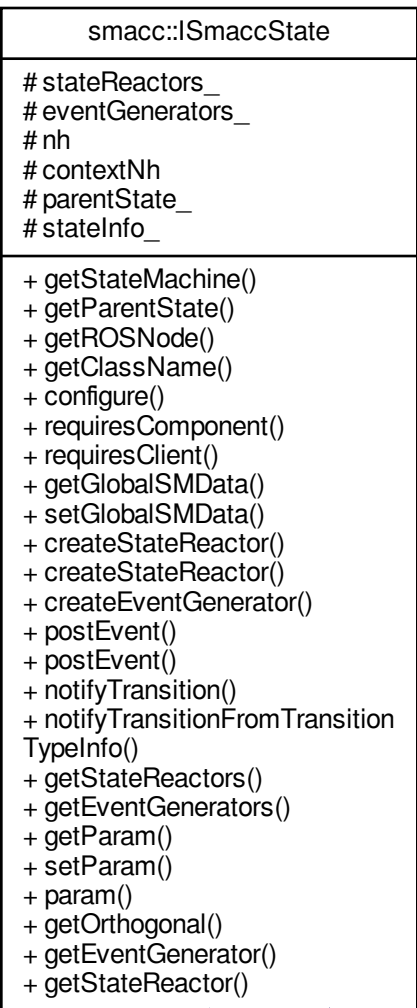 smacc::ISmaccState
# stateReactors_
# eventGenerators_
# nh
# contextNh
# parentState_
# stateInfo_
+ getStateMachine()
+ getParentState()
+ getROSNode()
+ getClassName()
+ configure()
+ requiresComponent()
+ requiresClient()
+ getGlobalSMData()
+ setGlobalSMData()
+ createStateReactor()
+ createStateReactor()
+ createEventGenerator()
+ postEvent()
+ postEvent()
+ notifyTransition()
+ notifyTransitionFromTransition
TypeInfo()
+ getStateReactors()
+ getEventGenerators()
+ getParam()
+ setParam()
+ param()
+ getOrthogonal()
+ getEventGenerator()
+ getStateReactor()